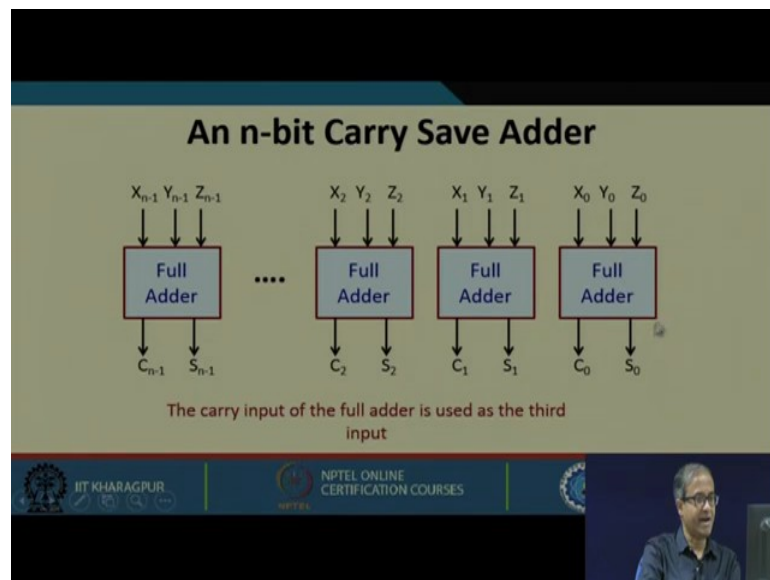 An n-bit Carry Save Adder
Xn-1 Yn-1 Zn-1 X2 Y2 Z2 X1 Y1 Z1 X0 Y0 Z0
Full Adder
....
Full Adder
Full Adder
Full Adder
Cn-1 Sn-1 C2 S2 C1 S1 C0 S0
The carry input of the full adder is used as the third
input
IIT KHARAGPUR
NPTEL
NPTEL ONLINE
CERTIFICATION COURSES